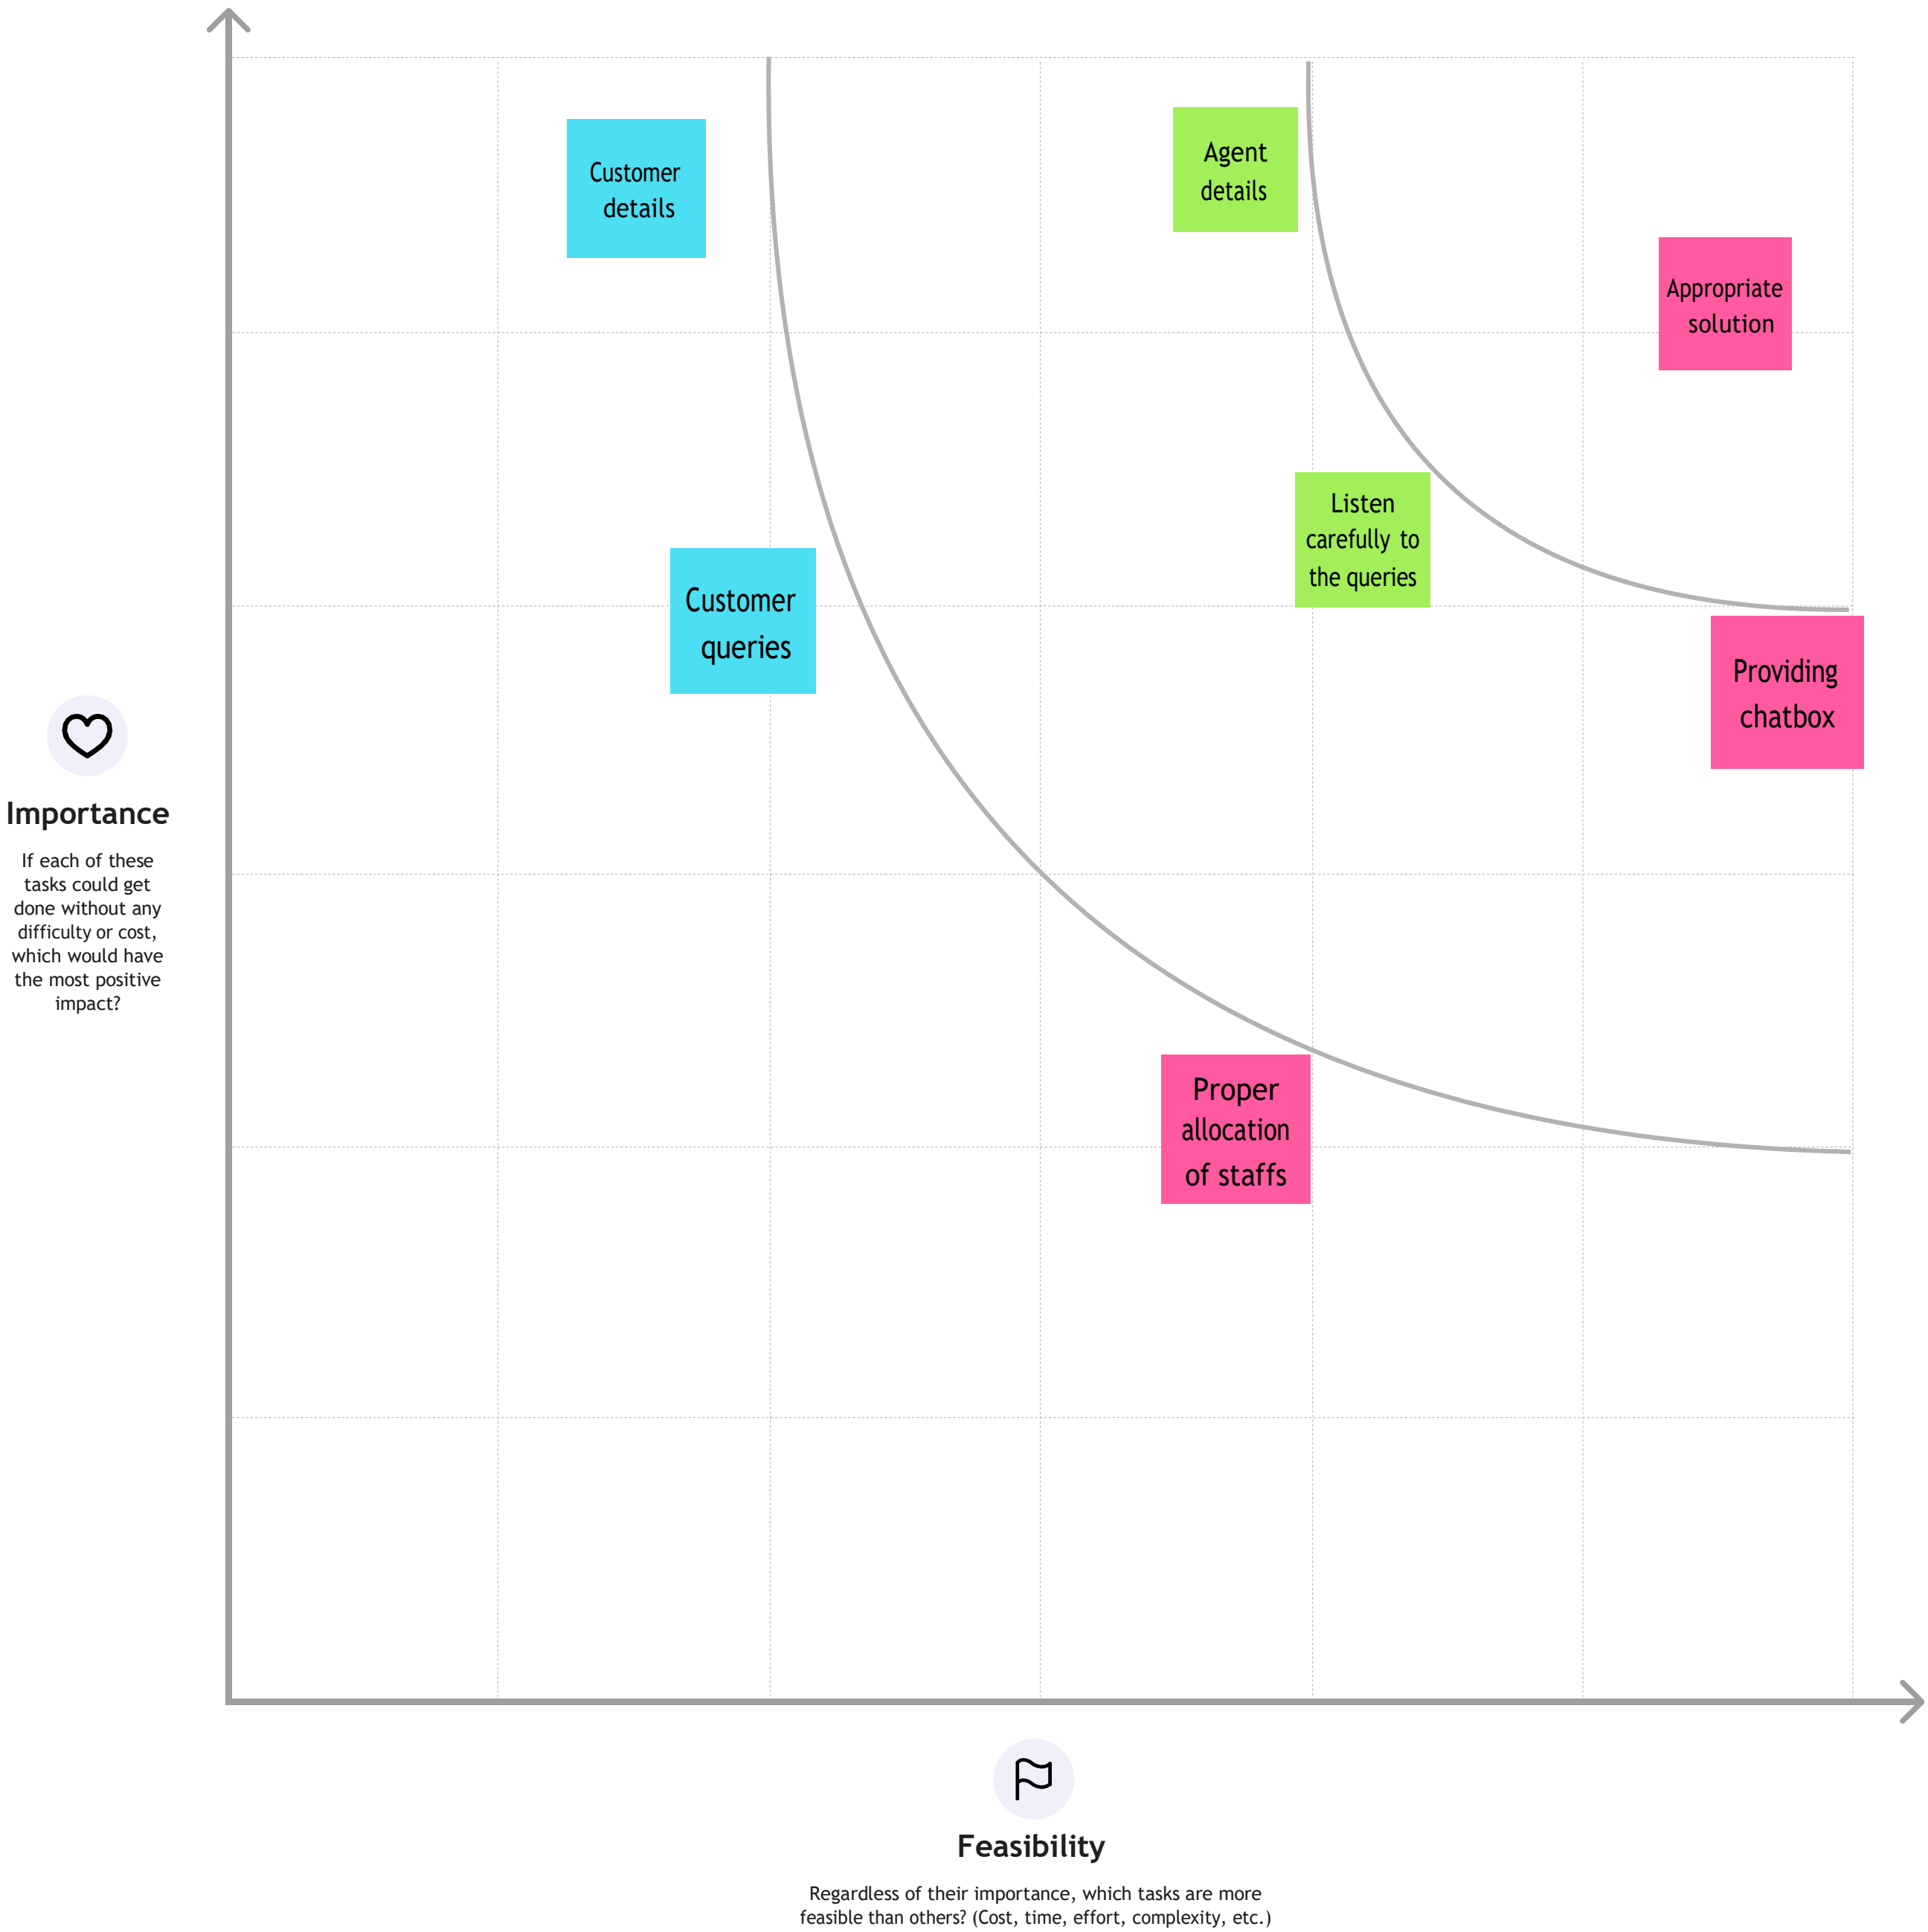 Customer
details
Agent
details
Appropriate
solution
Listen
carefully to
the queries
Customer
queries
Providing
chatbox
Importance
If each of these
tasks could get
done without any
difficulty or cost,
which would have
the most positive
impact?
Proper
allocation
of staffs
Feasibility
Regardless of their importance, which tasks are more
feasible than others? (Cost, time, effort, complexity, etc.)